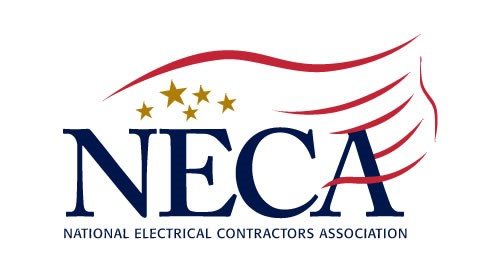 NECA
NATIONAL ELECTRICAL CONTRACTORS ASSOCIATION